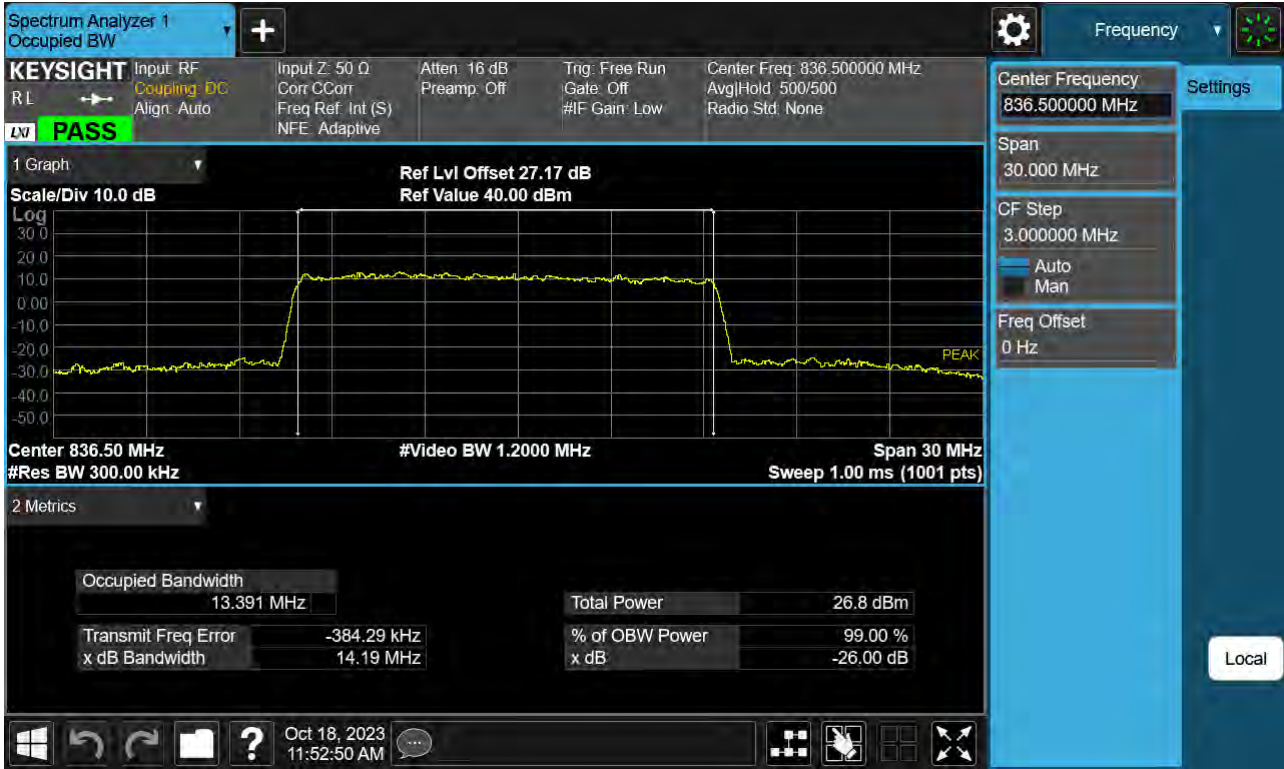 Spectrum Analyzer 1
Occupied BW
Frequency
KEYSIGHT
RL
LXI
PASS
Input: RF
Coupling: DC
Align: Auto
Input Z: 50 Ω
Corr CCorr
Freq Ref: Int (S)
NFE: Adaptive
Atten: 16 dB
Preamp: Off
Trig: Free Run
Gate: Off
#IF Gain: Low
Center Freq: 836.500000 MHz
Avg|Hold: 500/500
Radio Std: None
Center Frequency
836.500000 MHz
Settings
Span
30.000 MHz
CF Step
3.000000 MHz
Auto
Man
Freq Offset
0 Hz
Local
1 Graph
Scale/Div 10.0 dB
Ref Lvl Offset 27.17 dB
Ref Value 40.00 dBm
Log
30.0
20.0
10.0
0.00
-10.0
-20.0
-30.0
-40.0
-50.0
PEAK
Center 836.50 MHz
#Video BW 1.2000 MHz
Span 30 MHz
#Res BW 300.00 kHz
Sweep 1.00 ms (1001 pts)
2 Metrics
Occupied Bandwidth
13.391 MHz
Total Power 26.8 dBm
Transmit Freq Error -384.29 kHz
% of OBW Power 99.00 %
x dB Bandwidth 14.19 MHz
x dB -26.00 dB
?
Oct 18, 2023
11:52:50 AM